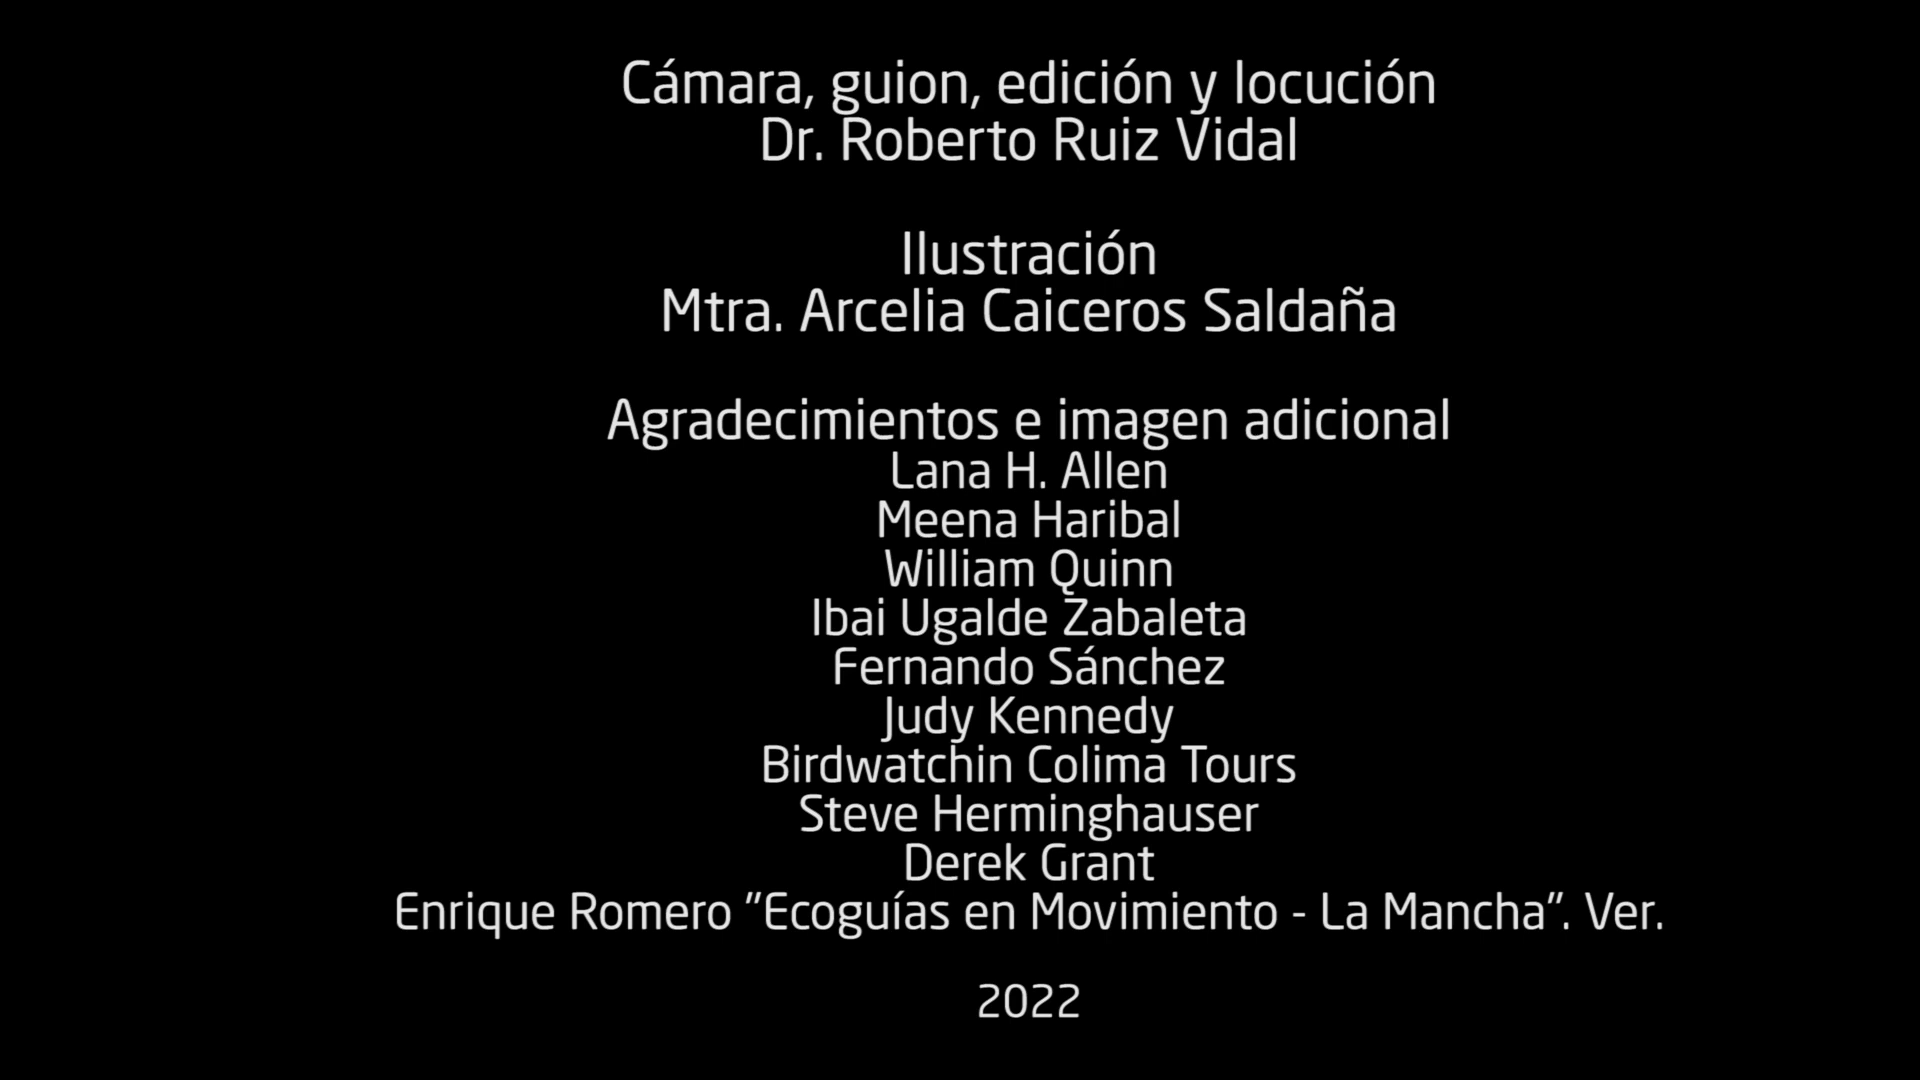 Cámara, guion, edición y locución
Dr. Roberto Ruiz Vidal
Ilustración
Mtra. Arcelia Caiceros Saldaña
Agradecimientos e imagen adicional
Lana H. Allen
Meena Haribal
William Quinn
Ibai Ugalde Zabaleta
Fernando Sánchez
Judy Kennedy
Birdwatchin Colima Tours
Steve Herminghauser
Derek Grant
Enrique Romero "Ecoguías en Movimiento - La Mancha". Ver.
2022